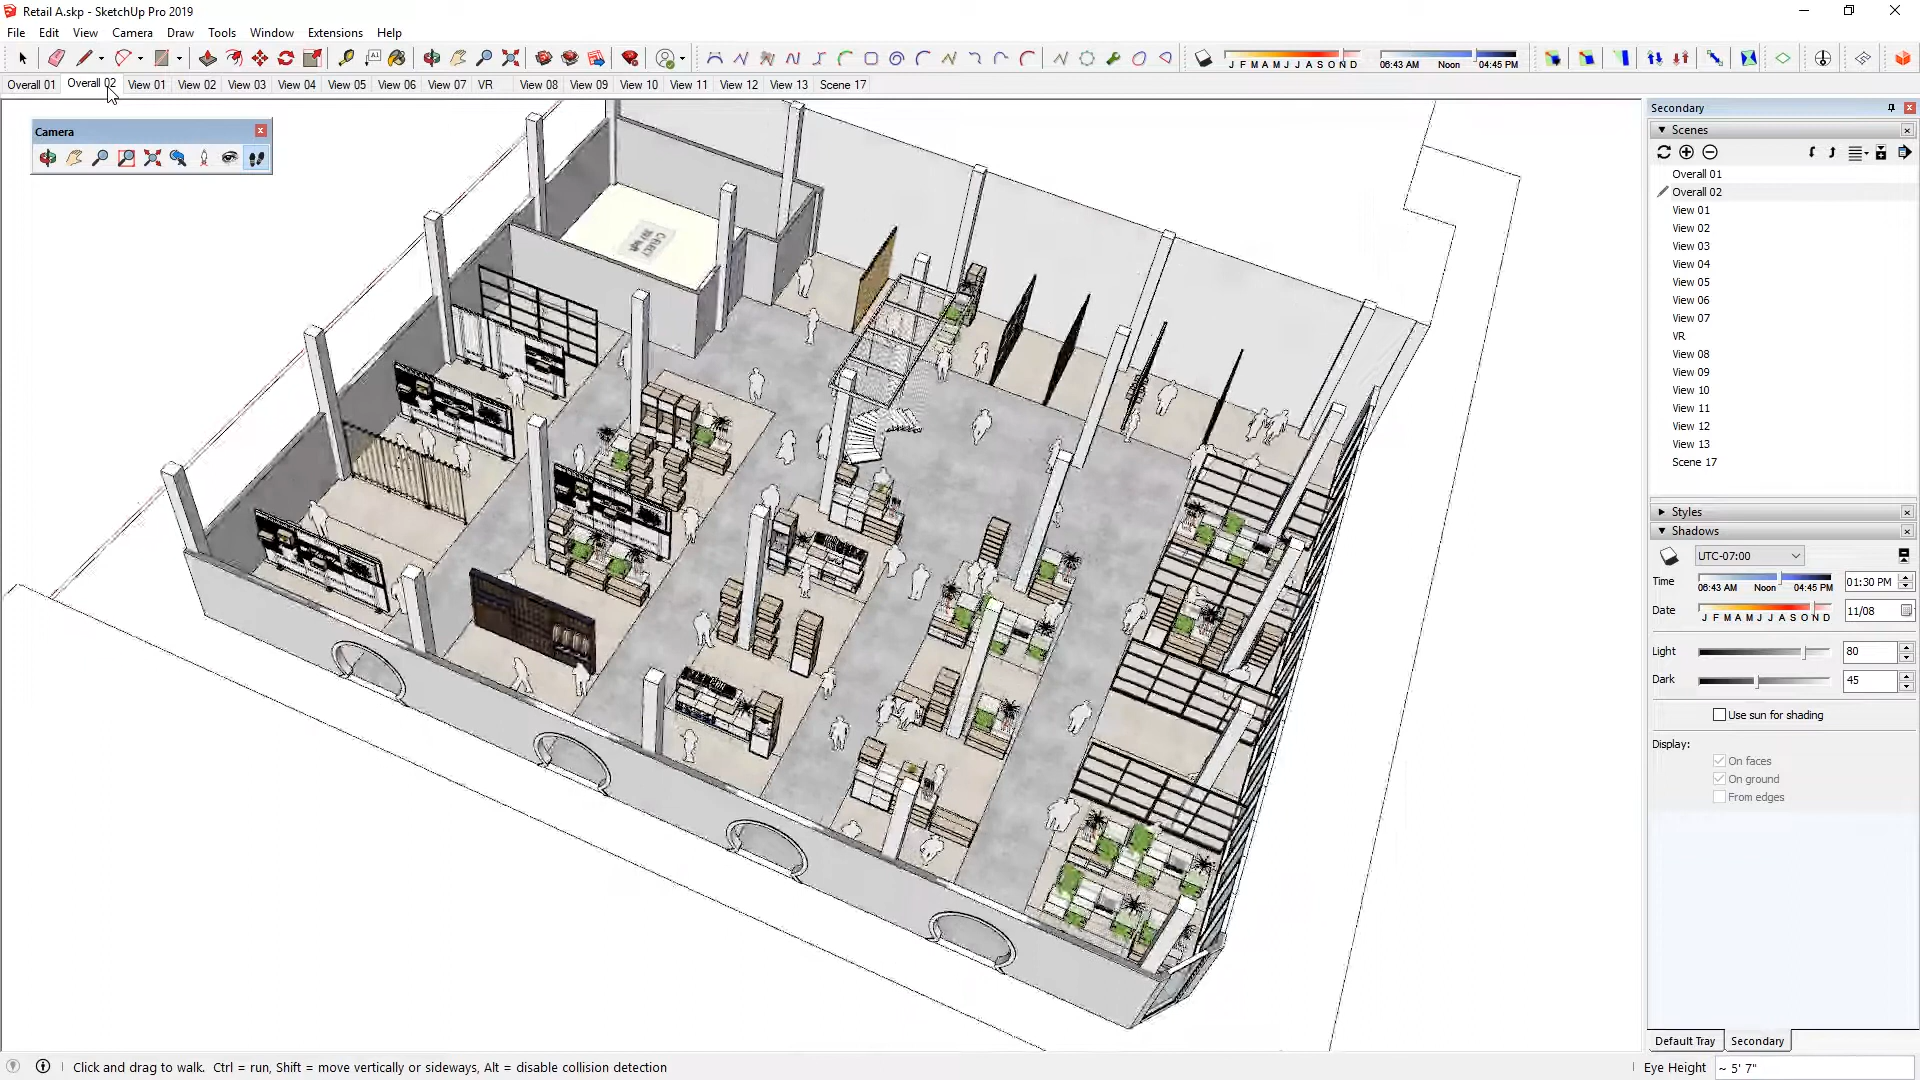 Retail A.skp - SketchUp Pro 2019
File Edit View Camera Draw Tools Window Extensions Help
J F M A M J J A S O N D 06:43 AM Noon 04:45 PM
Overall 01 Overall 02 View 01 View 02 View 03 View 04 View 05 View 06 View 07 VR View 08 View 09 View 10 View 11 View 12 View 13 Scene 17
Camera
Secondary
Scenes
Overall 01
Overall 02
View 01
View 02
View 03
View 04
View 05
View 06
View 07
VR
View 08
View 09
View 10
View 11
View 12
View 13
Scene 17
Styles
Shadows
UTC-07:00
Time 06:43 AM Noon 04:45 PM 01:30 PM
Date J F M A M J J A S O N D 11/08
Light 80
Dark 45
Use sun for shading
Display:
On faces
On ground
From edges
Default Tray Secondary
Click and drag to walk. Ctrl = run, Shift = move vertically or sideways, Alt = disable collision detection
Eye Height ~ 5' 7"